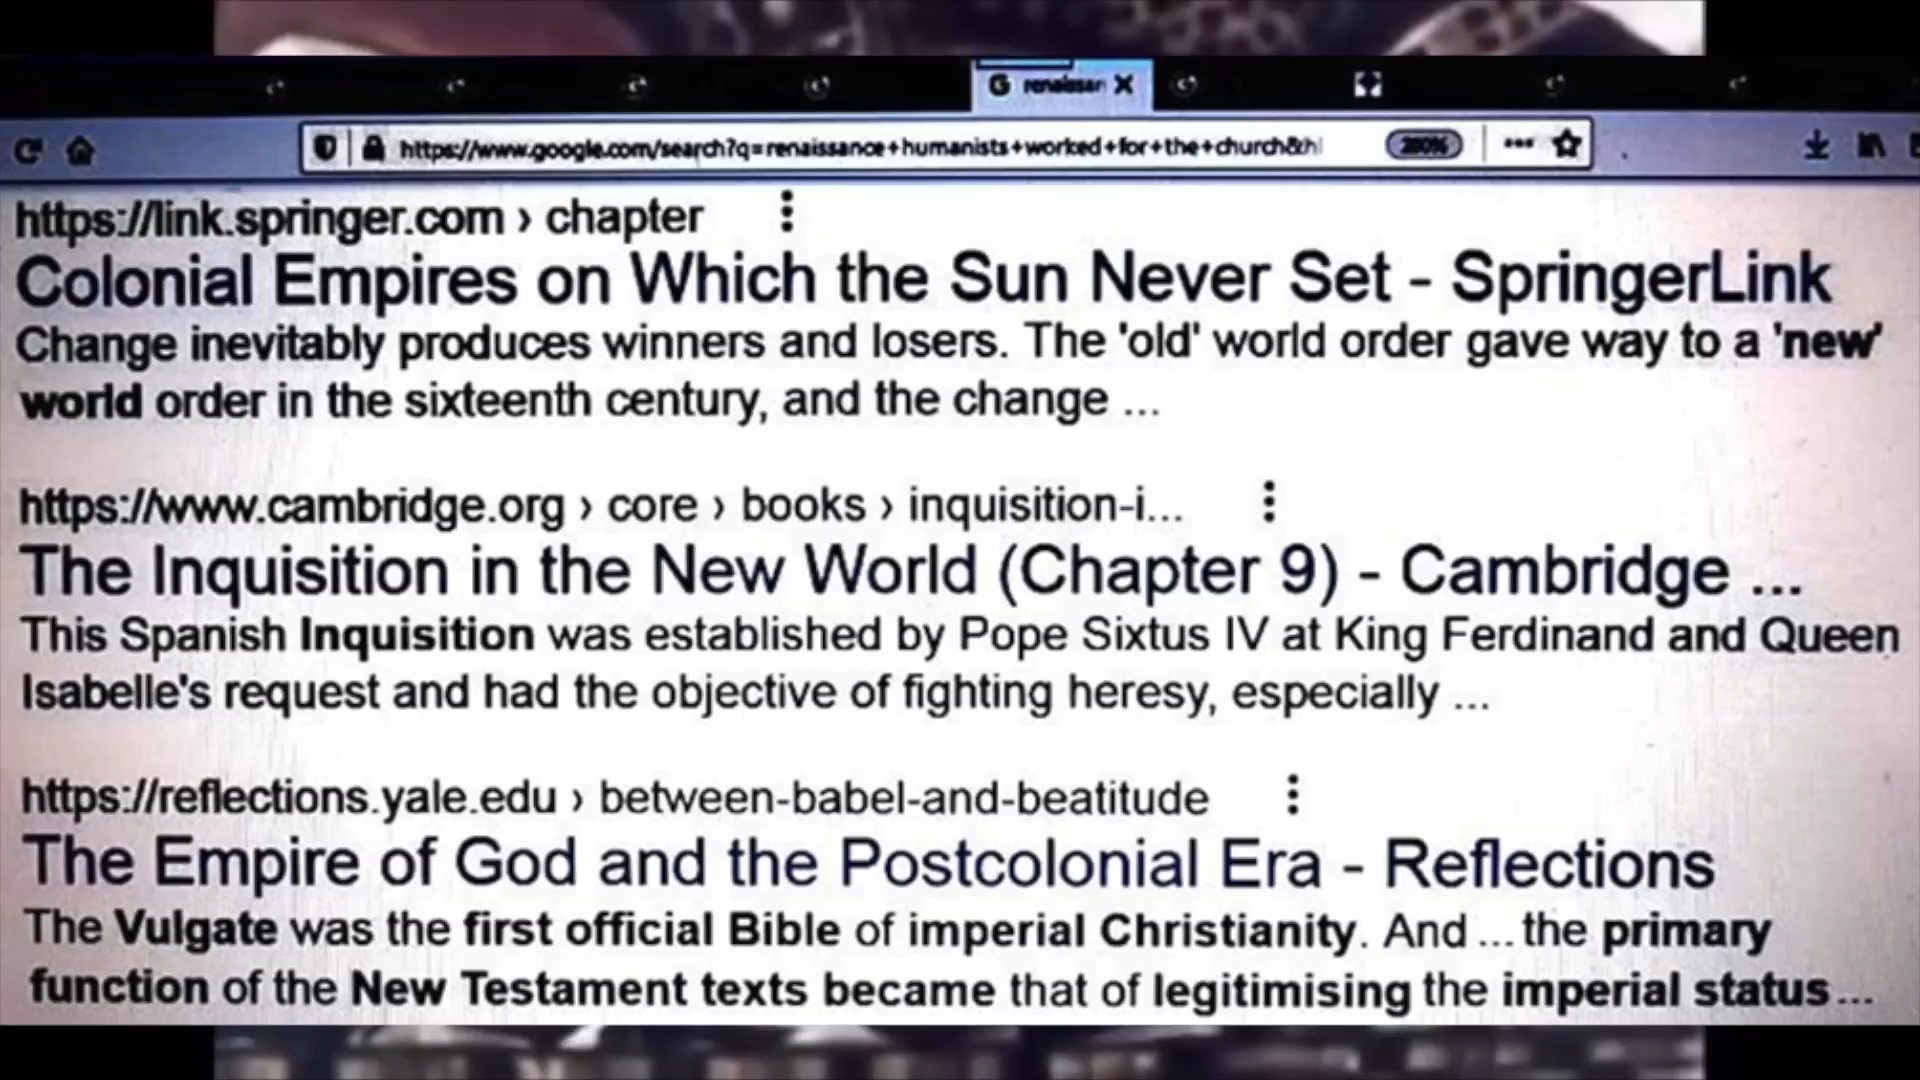 G renaissan
https://www.google.com/search?q=renaissance+humanists+worked+for+the+church&hl
200%
https://link.springer.com › chapter
Colonial Empires on Which the Sun Never Set - SpringerLink
Change inevitably produces winners and losers. The 'old' world order gave way to a 'new'
world order in the sixteenth century, and the change ...
https://www.cambridge.org › core › books › inquisition-i...
The Inquisition in the New World (Chapter 9) - Cambridge ...
This Spanish Inquisition was established by Pope Sixtus IV at King Ferdinand and Queen
Isabelle's request and had the objective of fighting heresy, especially ...
https://reflections.yale.edu › between-babel-and-beatitude
The Empire of God and the Postcolonial Era - Reflections
The Vulgate was the first official Bible of imperial Christianity. And ... the primary
function of the New Testament texts became that of legitimising the imperial status...